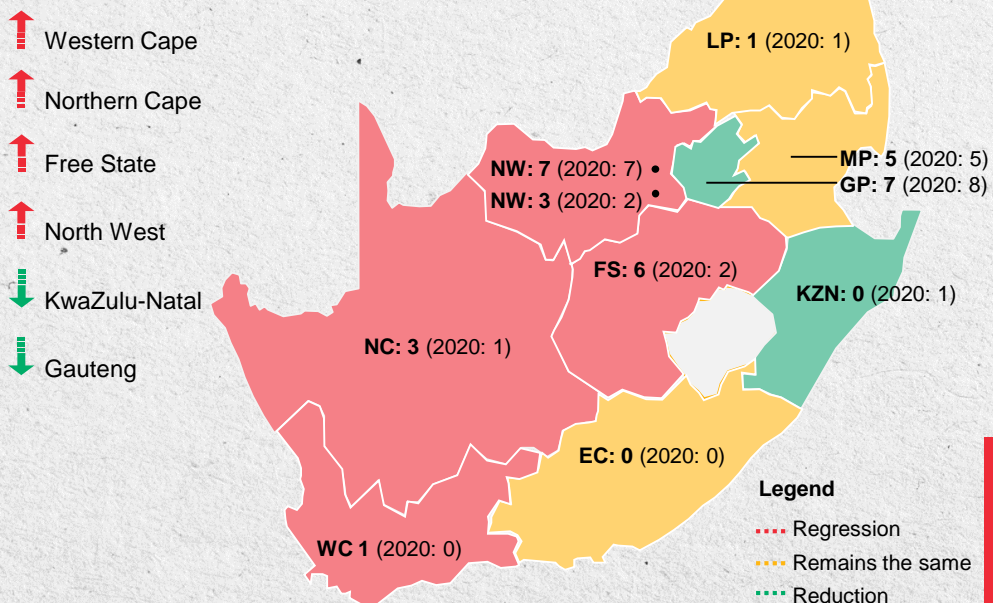 Western Cape
Northern Cape
Free State
North West
KwaZulu-Natal
Gauteng
LP: 1 (2020: 1)
MP: 5 (2020: 5)
GP: 7 (2020: 8)
NW: 7 (2020: 7) •
NW: 3 (2020: 2) •
FS: 6 (2020: 2)
KZN: 0 (2020: 1)
NC: 3 (2020: 1)
EC: 0 (2020: 0)
WC 1 (2020: 0)
Legend
Regression
Remains the same
Reduction